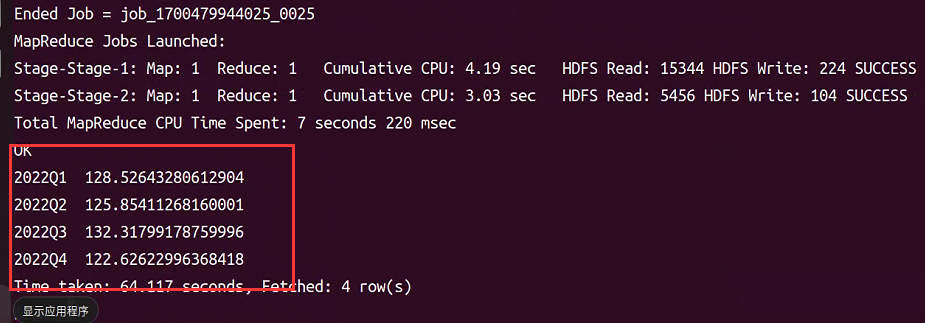 Ended Job = job_1700479944025_0025
MapReduce Jobs Launched:
Stage-Stage-1: Map: 1  Reduce: 1   Cumulative CPU: 4.19 sec   HDFS Read: 15344 HDFS Write: 224 SUCCESS
Stage-Stage-2: Map: 1  Reduce: 1   Cumulative CPU: 3.03 sec   HDFS Read: 5456 HDFS Write: 104 SUCCESS
Total MapReduce CPU Time Spent: 7 seconds 220 msec
OK
2022Q1  128.52643280612904
2022Q2  125.85411268160001
2022Q3  132.31799178759996
2022Q4  122.62622996368418
Time taken: 64.117 seconds, Fetched: 4 row(s)
显示应用程序